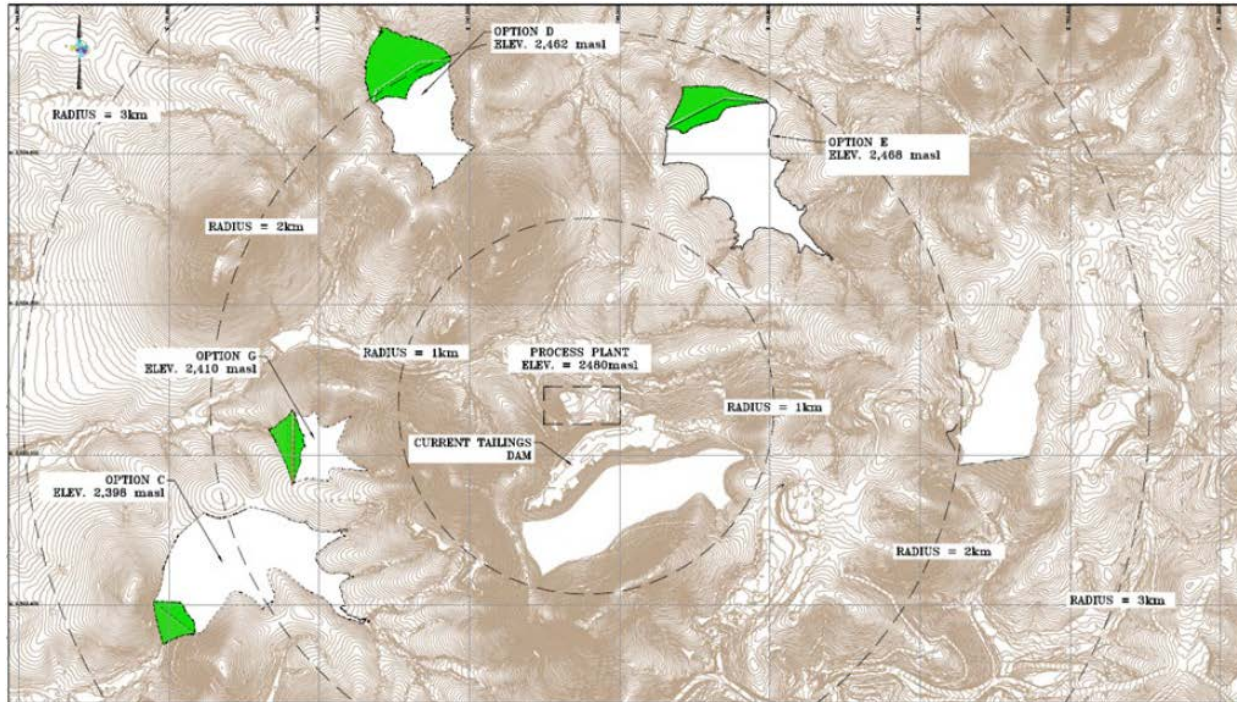 OPTION D
ELEV. 2,462 masl
RADIUS = 3km
OPTION E
ELEV. 2,468 masl
RADIUS = 2km
OPTION G
ELEV. 2,410 masl
RADIUS = 1km
PROCESS PLANT
ELEV. = 2480masl
RADIUS = 1km
CURRENT TAILINGS
DAM
OPTION C
ELEV. 2,398 masl
RADIUS = 2km
RADIUS = 3km